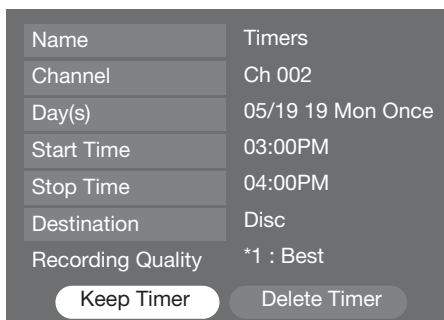 Name Timers
Channel Ch 002
Day(s) 05/19 19 Mon Once
Start Time 03:00PM
Stop Time 04:00PM
Destination Disc
Recording Quality *1 : Best
Keep Timer Delete Timer